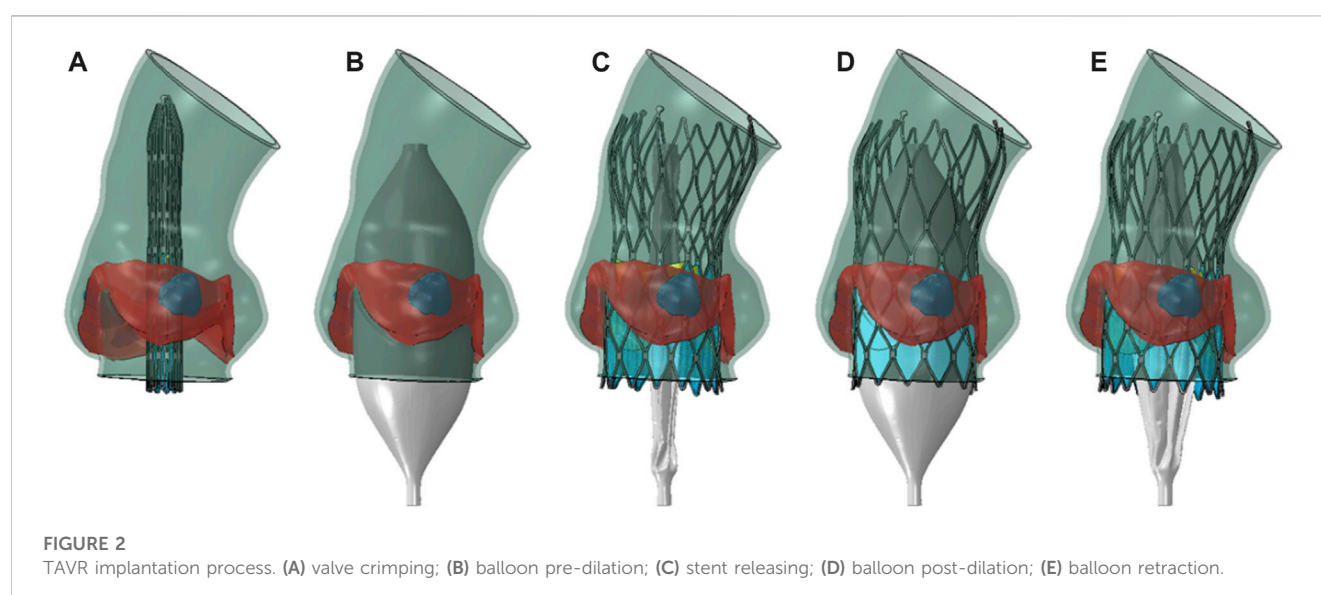 A B C D E
FIGURE 2
TAVR implantation process. (A) valve crimping; (B) balloon pre-dilation; (C) stent releasing; (D) balloon post-dilation; (E) balloon retraction.